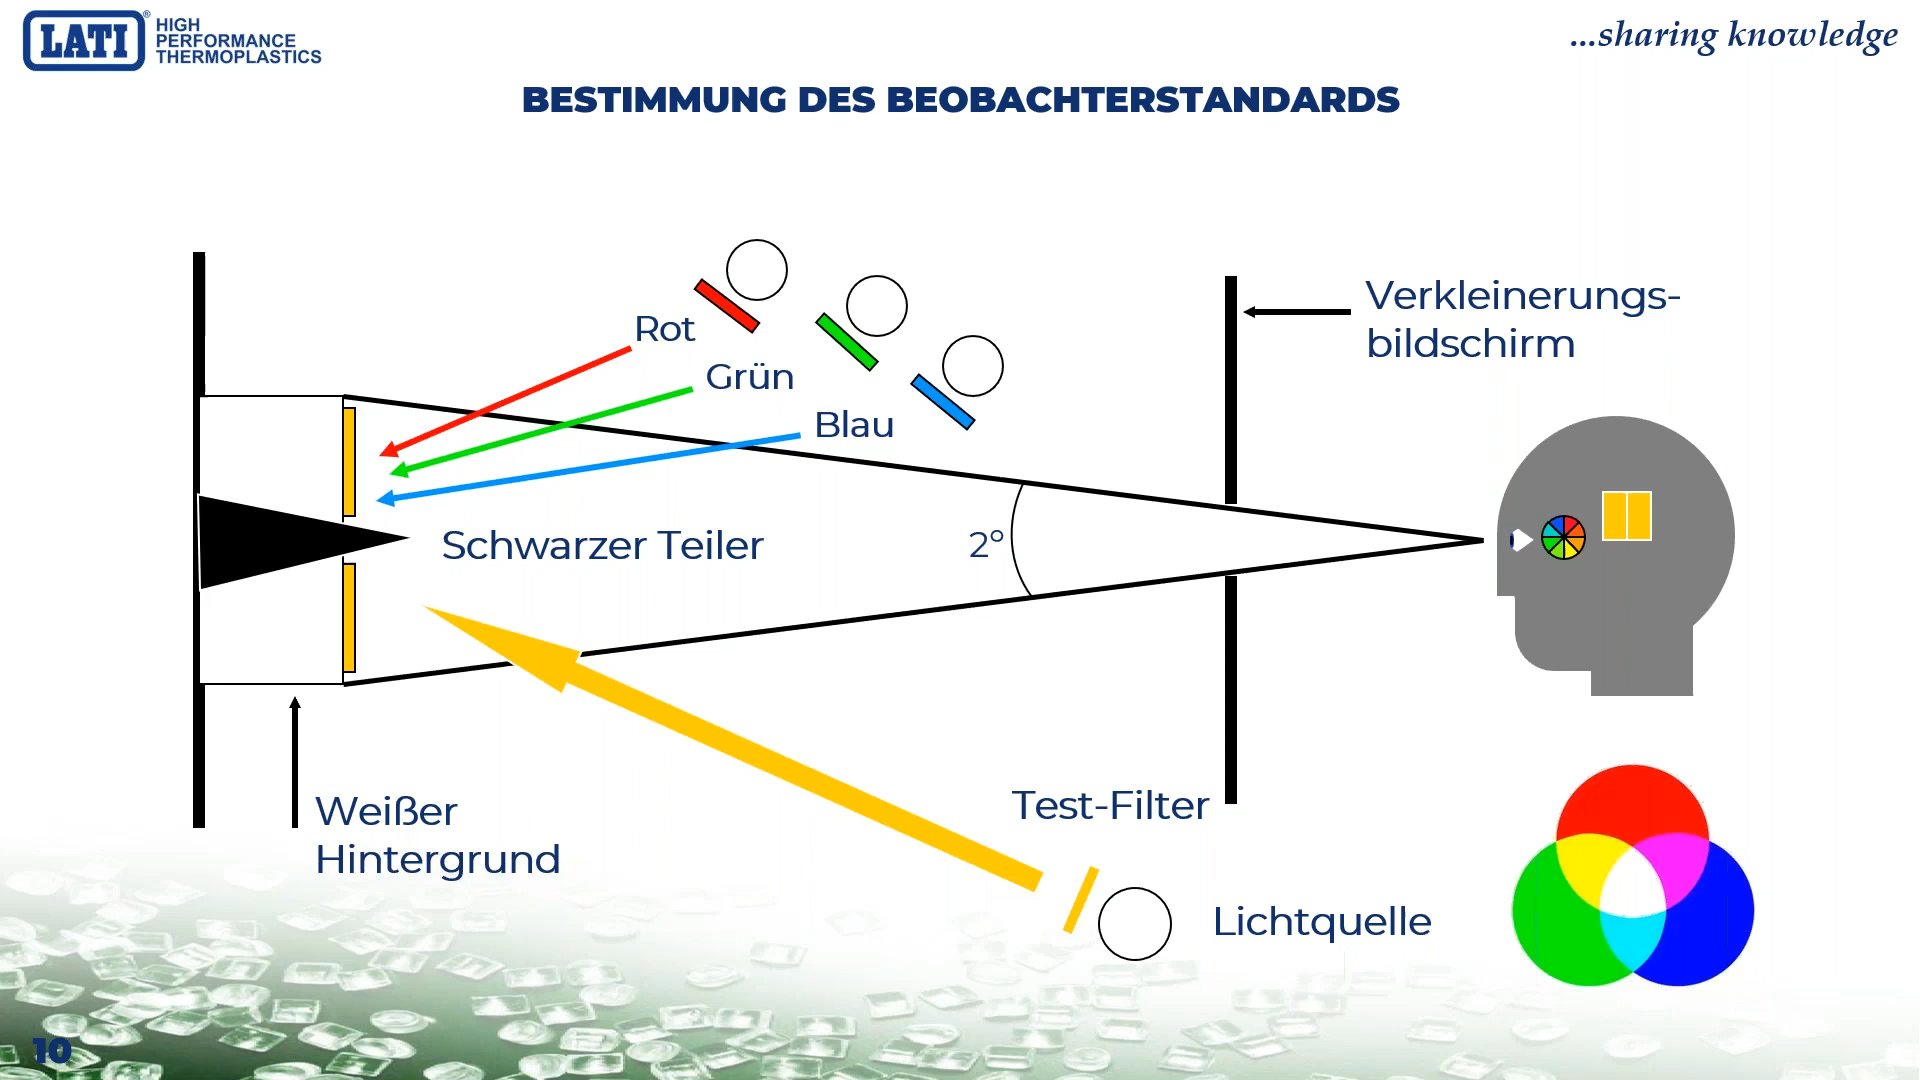 LATI®
HIGH
PERFORMANCE
THERMOPLASTICS
...sharing knowledge
BESTIMMUNG DES BEOBACHTERSTANDARDS
Rot
Grün
Blau
Verkleinerungs-
bildschirm
Schwarzer Teiler
2°
Weißer
Hintergrund
Test-Filter
Lichtquelle
10